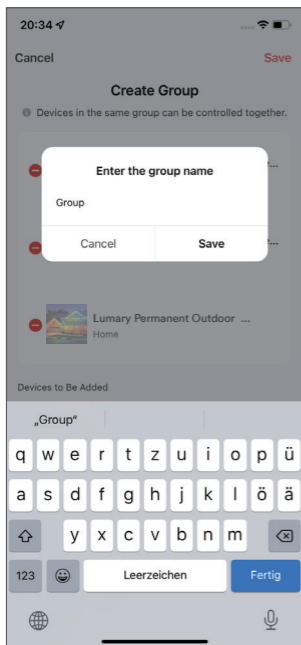 20:34
Cancel
Save
Create Group
Devices in the same group can be controlled together.
Enter the group name
Group
Cancel
Save
Lumary Permanent Outdoor ...
Home
Devices to Be Added
„Group“
q w e r t z u i o p ü
a s d f g h j k l ö ä
y x c v b n m
123
Leerzeichen
Fertig